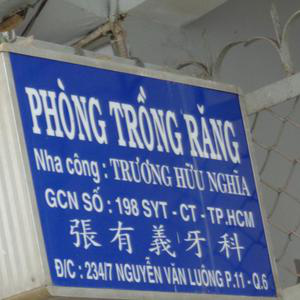 PHÒNG TRỒNG RĂNG
Nha công : TRƯƠNG HỮU NGHĨA
GCN SỐ : 198 SYT - CT - TP.HCM
張有義牙科
Đ/C : 234/7 NGUYỄN VĂN LUÔNG P.11 - Q.6